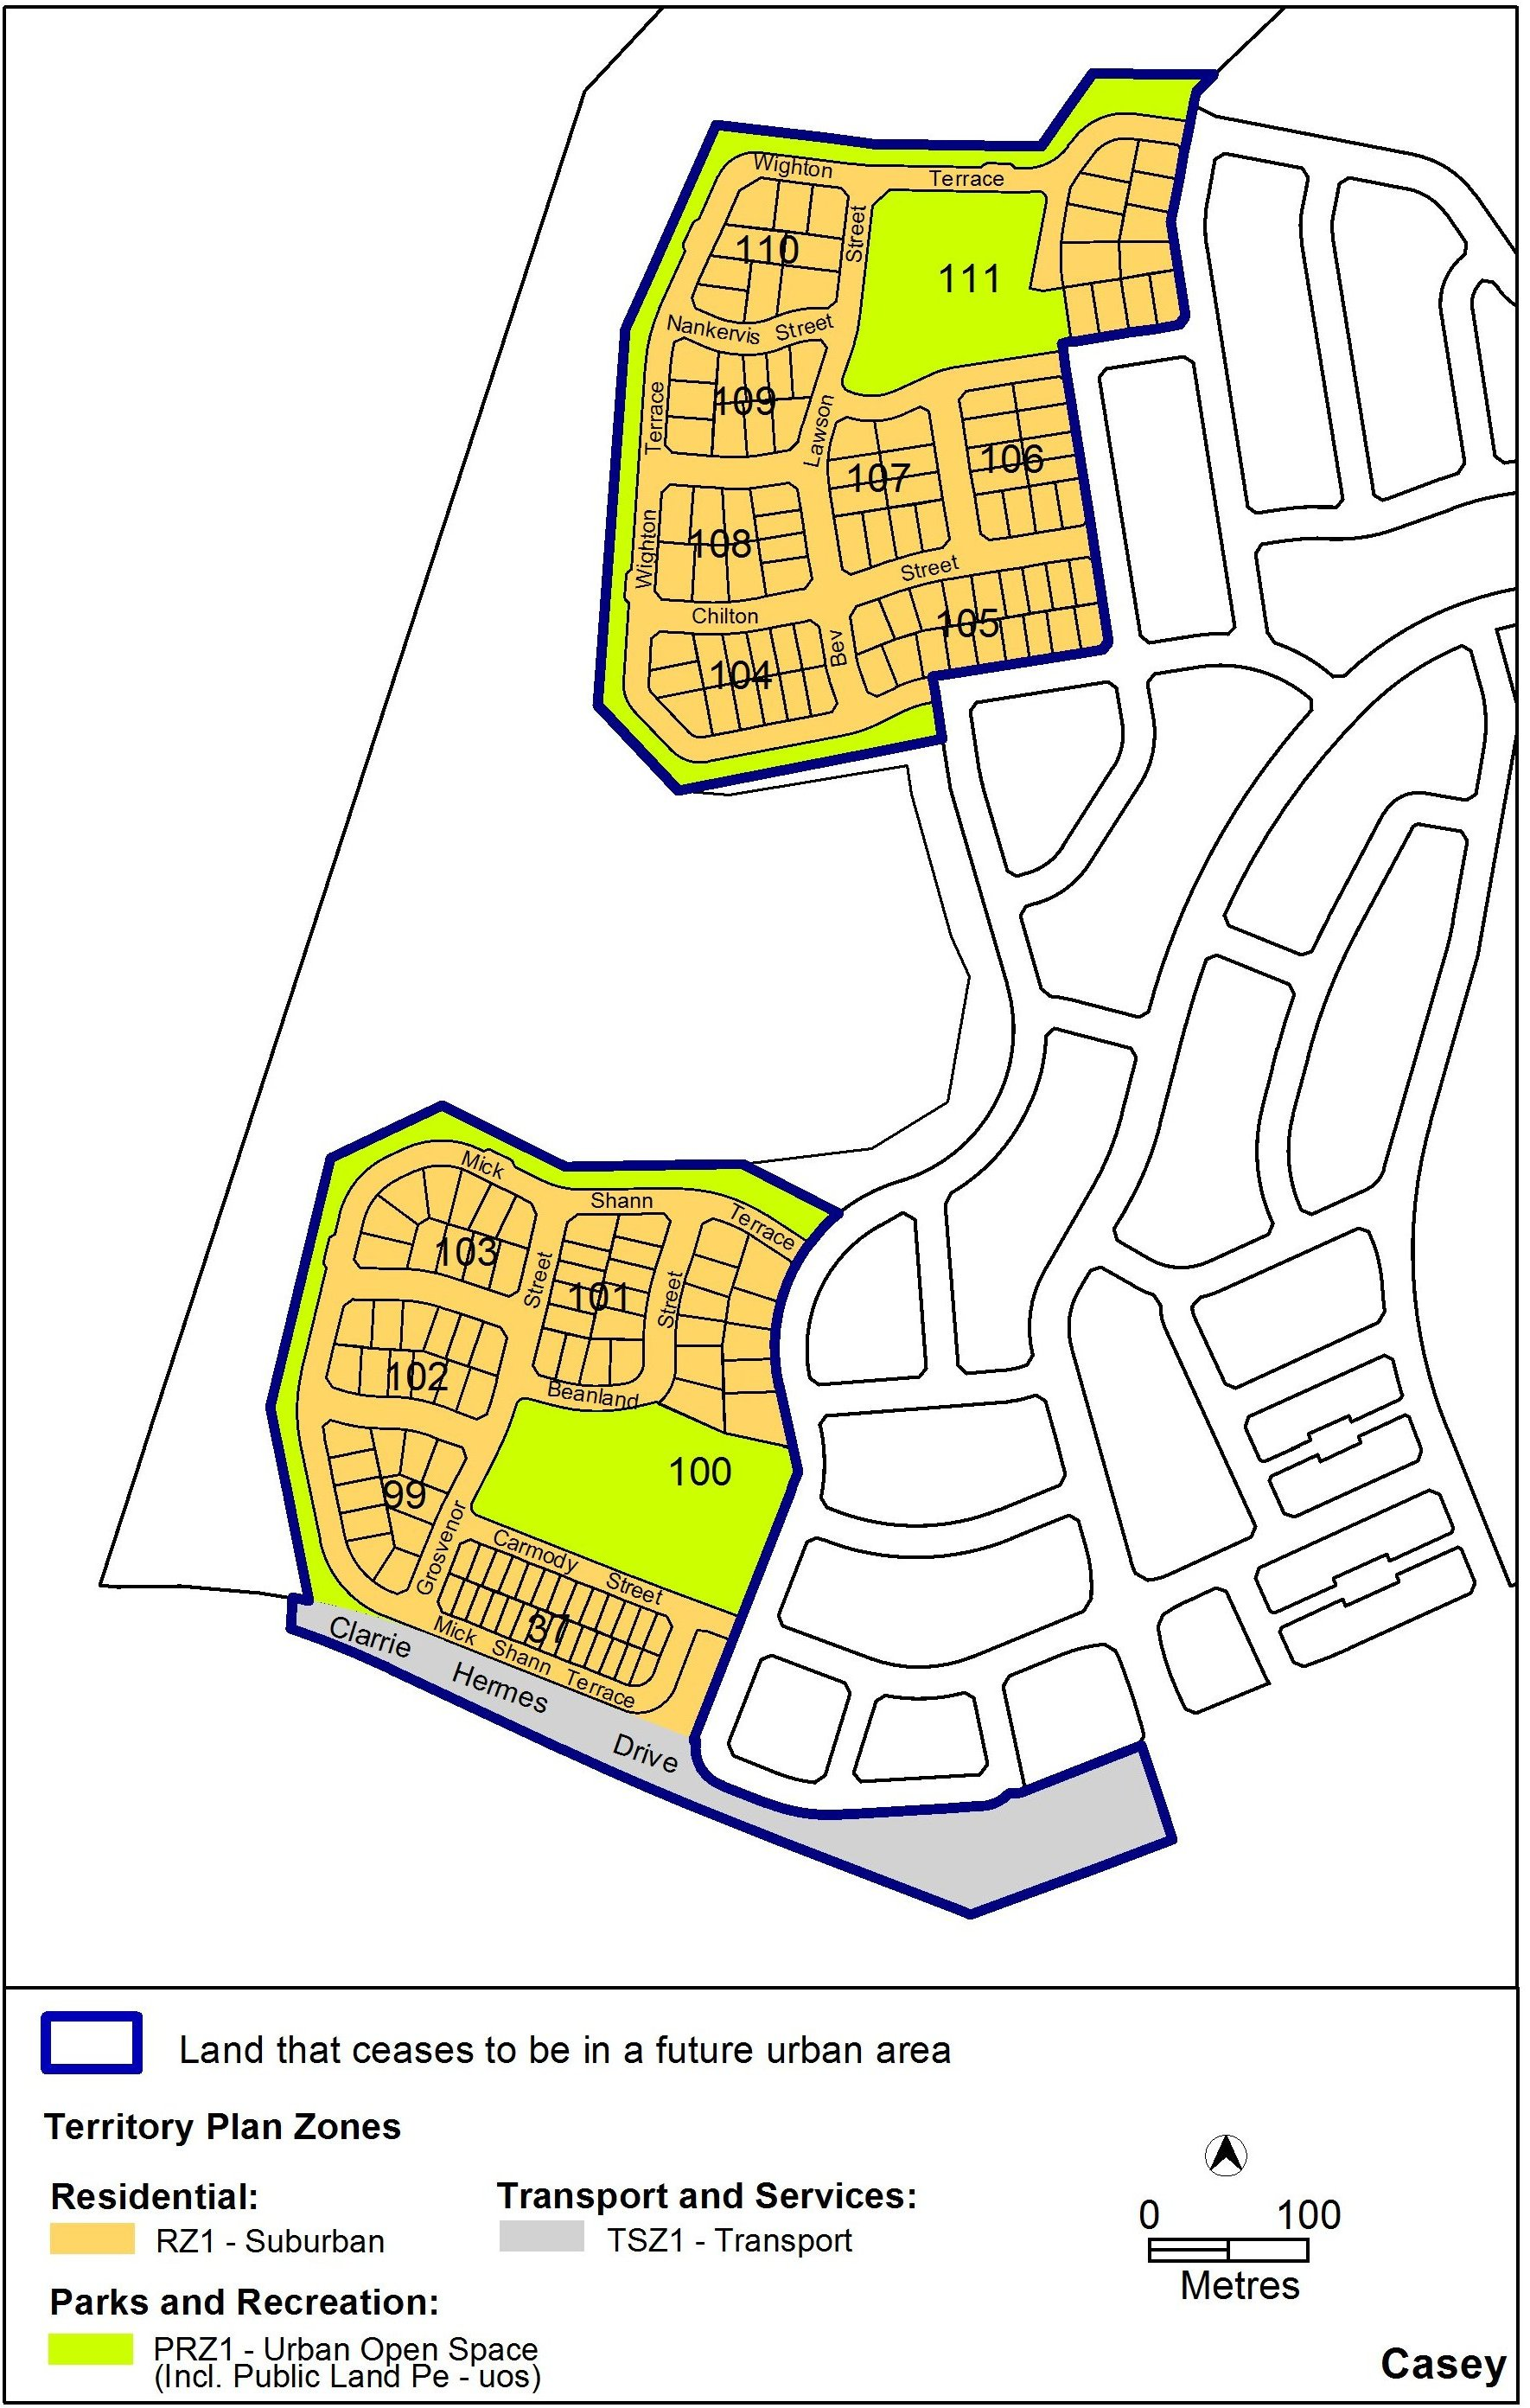 Wighton
Terrace
Street
110
111
Nankervis Street
Terrace
109
Lawson
107
106
Wighton
108
Street
Chilton
105
Bev
104
Mick
Shann
Terrace
103
Street
101
Street
102
Beanland
100
99
Grosvenor
Carmody
Street
37
Mick Shann Terrace
Clarrie
Hermes
Drive
Land that ceases to be in a future urban area
Territory Plan Zones
Residential:
RZ1 - Suburban
Transport and Services:
TSZ1 - Transport
Parks and Recreation:
PRZ1 - Urban Open Space
(Incl. Public Land Pe - uos)
0 100
Metres
Casey